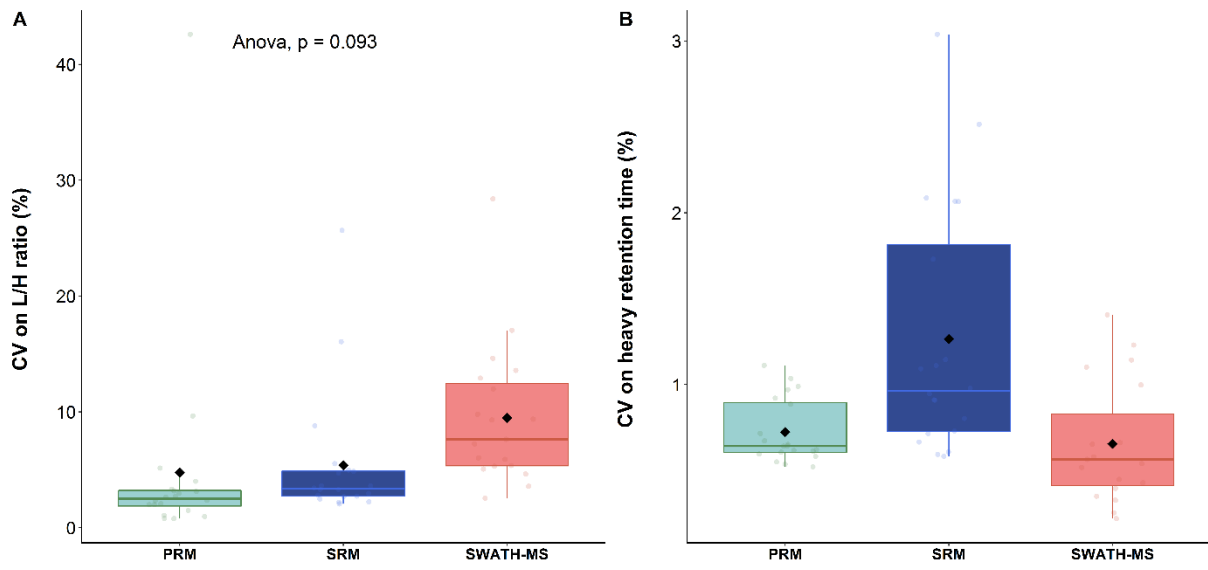 A
Anova, p = 0.093
CV on L/H ratio (%)
40
30
20
10
0
PRM SRM SWATH-MS
B
CV on heavy retention time (%)
3
2
1
PRM SRM SWATH-MS